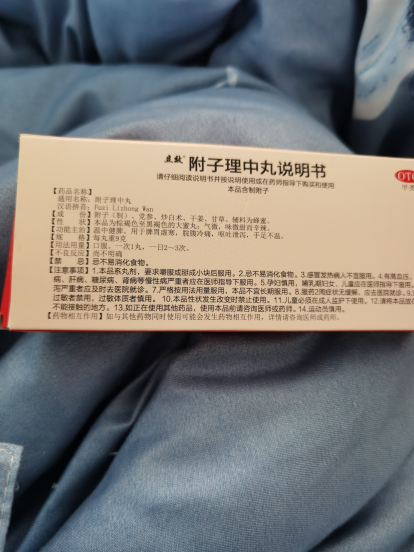 立效 附子理中丸说明书
OTC
请仔细阅读说明书并按说明使用或在药师指导下购买和使用
甲类
本品含制附子
【药品名称】
通用名称：附子理中丸
汉语拼音：Fuzi Lizhong Wan
【成 份】附子（制）、党参、炒白术、干姜、甘草。辅料为蜂蜜。
【性 状】本品为棕褐色至黑褐色的大蜜丸；气微，味微甜而辛辣。
【功能主治】温中健脾。用于脾胃虚寒，脘腹冷痛，呕吐泄泻，手足不温。
【规 格】每丸重9克
【用法用量】口服。一次1丸，一日2～3次。
【不良反应】尚不明确
【禁 忌】忌不易消化食物。
【注意事项】1.本品系丸剂，要求嚼服或掰成小块后服用。2.忌不易消化食物。3.感冒发热病人不宜服用。4.有高血压、
病、肝病、糖尿病、肾病等慢性病严重者应在医师指导下服用。5.孕妇慎用，哺乳期妇女、儿童应在医师指导下服用。
泻严重者应及时去医院就诊。7.严格按用法用量服用，本品不宜长期服用。8.服药2周症状无缓解，应去医院就诊。9.
过敏者禁用，过敏体质者慎用。10.本品性状发生改变时禁止使用。11.儿童必须在成人监护下使用。12.请将本品放在
不能接触的地方。13.如正在使用其他药品，使用本品前请咨询医师或药师。14.运动员慎用。
【药物相互作用】如与其他药物同时使用可能会发生药物相互作用，详情请咨询医师或药师。